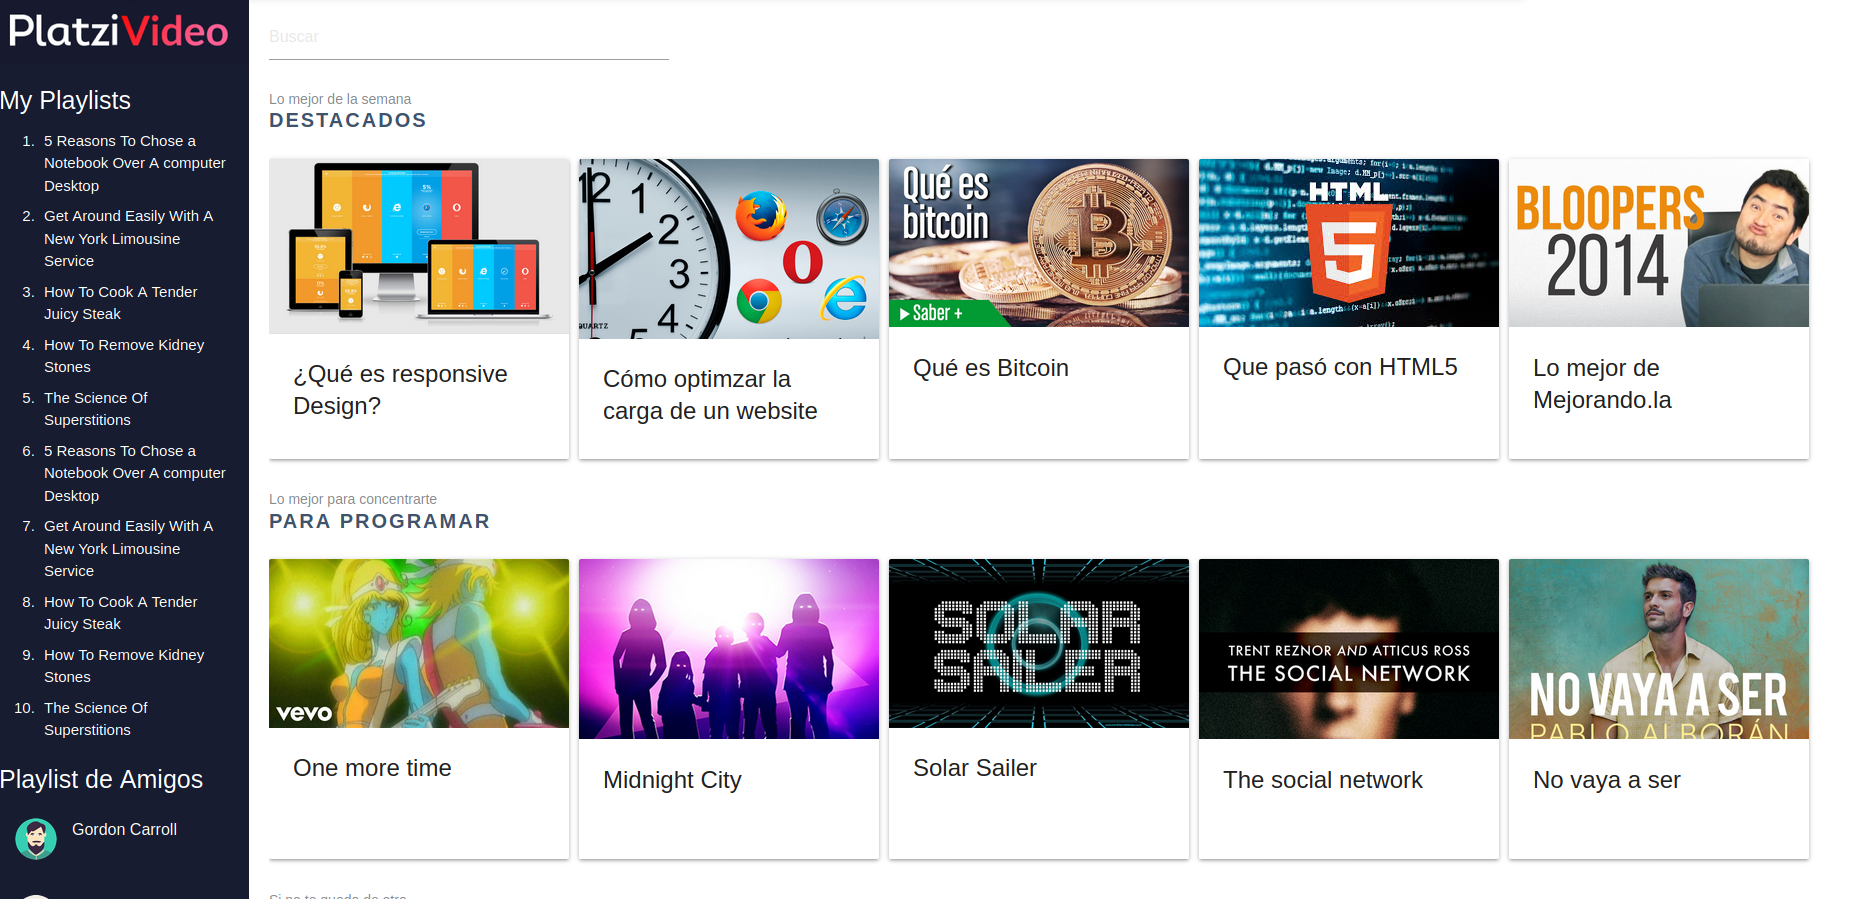 PlatziVideo
My Playlists
1. 5 Reasons To Chose a
Notebook Over A computer
Desktop
2. Get Around Easily With A
New York Limousine
Service
3. How To Cook A Tender
Juicy Steak
4. How To Remove Kidney
Stones
5. The Science Of
Superstitions
6. 5 Reasons To Chose a
Notebook Over A computer
Desktop
7. Get Around Easily With A
New York Limousine
Service
8. How To Cook A Tender
Juicy Steak
9. How To Remove Kidney
Stones
10. The Science Of
Superstitions
Playlist de Amigos
Gordon Carroll
Buscar
Lo mejor de la semana
DESTACADOS
¿Qué es responsive
Design?
12
1
2
3
4
5
QUARTZ
Cómo optimzar la
carga de un website
Qué es
bitcoin
Saber +
Qué es Bitcoin
HTML
5
Que pasó con HTML5
BLOOPERS
2014
Lo mejor de
Mejorando.la
Lo mejor para concentrarte
PARA PROGRAMAR
vevo
One more time
Midnight City
SOLAR
SAILER
Solar Sailer
TRENT REZNOR AND ATTICUS ROSS
THE SOCIAL NETWORK
The social network
NO VAYA A SER
PABLO ALBORÁN
No vaya a ser